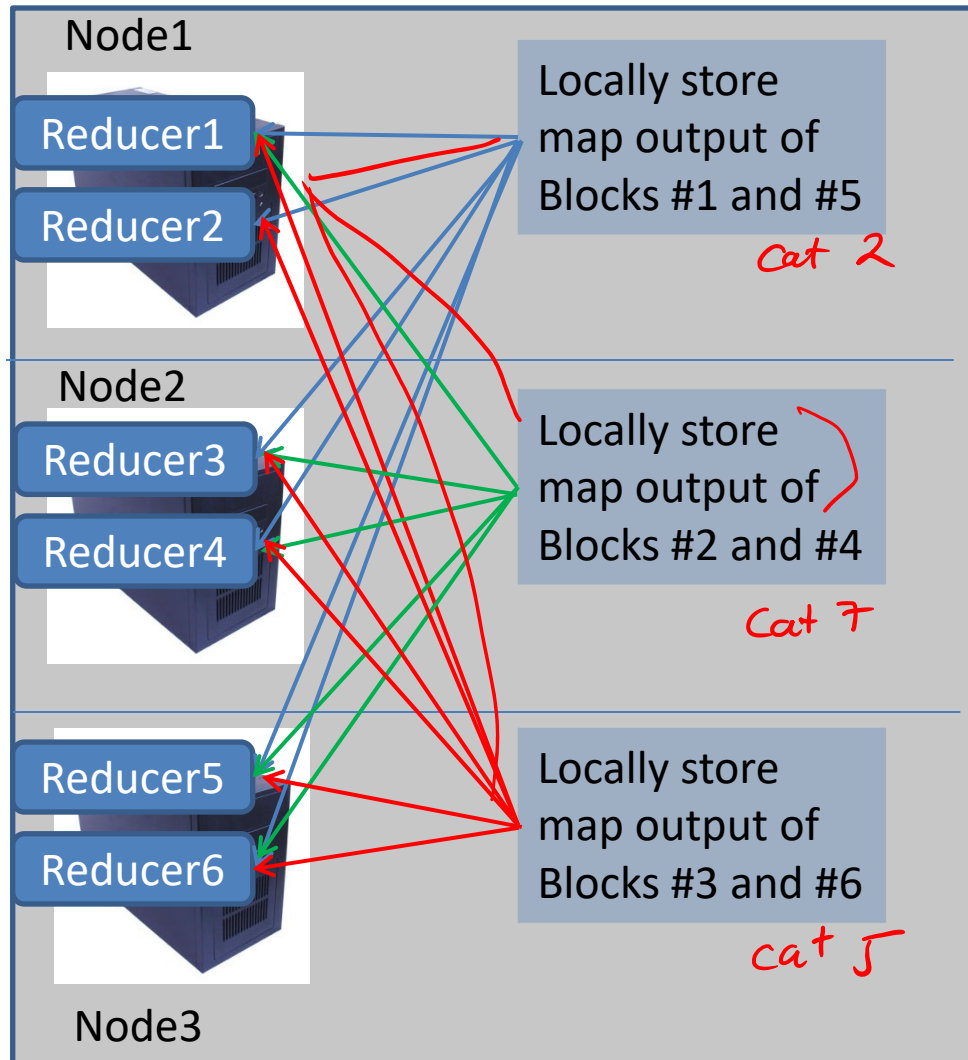 Node1
Reducer1
Reducer2
Locally store
map output of
Blocks #1 and #5
Cat 2
Node2
Reducer3
Reducer4
Locally store
map output of
Blocks #2 and #4
Cat 7
Reducer5
Reducer6
Locally store
map output of
Blocks #3 and #6
cat 5
Node3